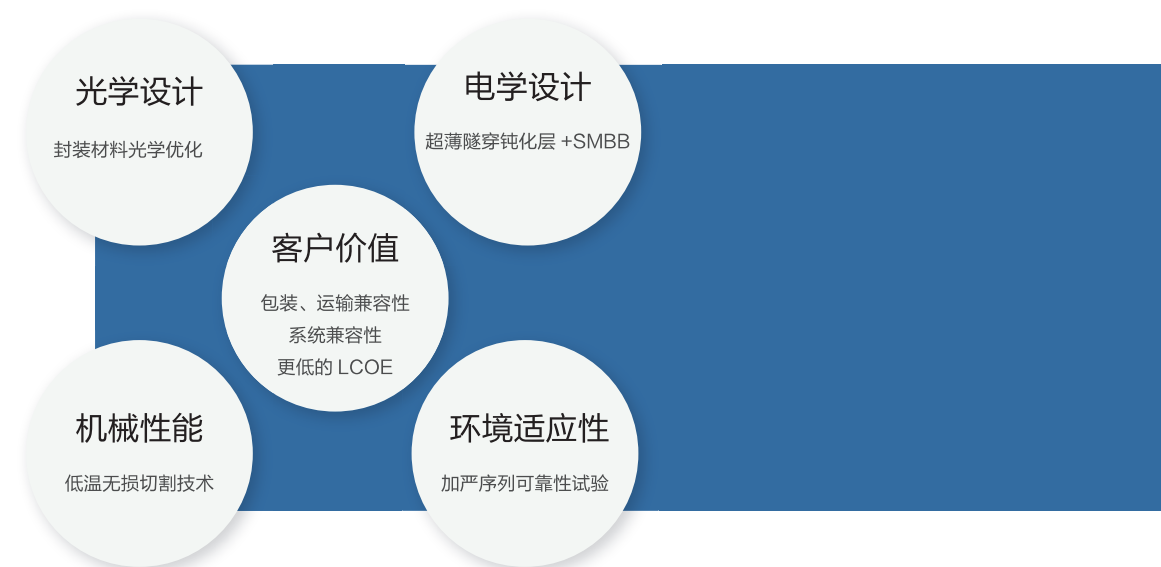 光学设计
封装材料光学优化
电学设计
超薄隧穿钝化层 +SMBB
客户价值
包装、运输兼容性
系统兼容性
更低的 LCOE
机械性能
低温无损切割技术
环境适应性
加严序列可靠性试验